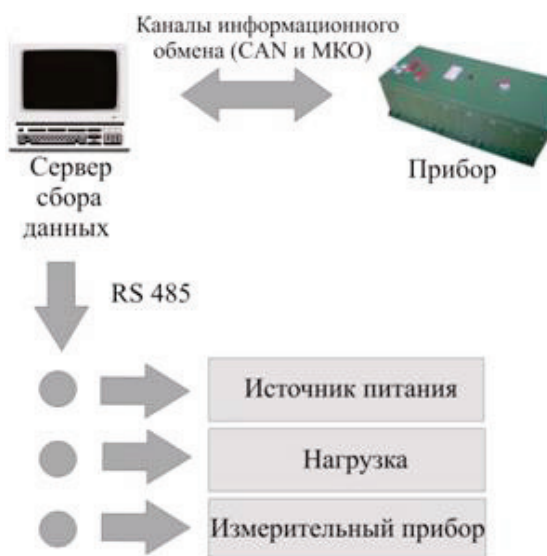 Каналы информационного
обмена (CAN и МКО)
Сервер
сбора
данных
Прибор
RS 485
Источник питания
Нагрузка
Измерительный прибор